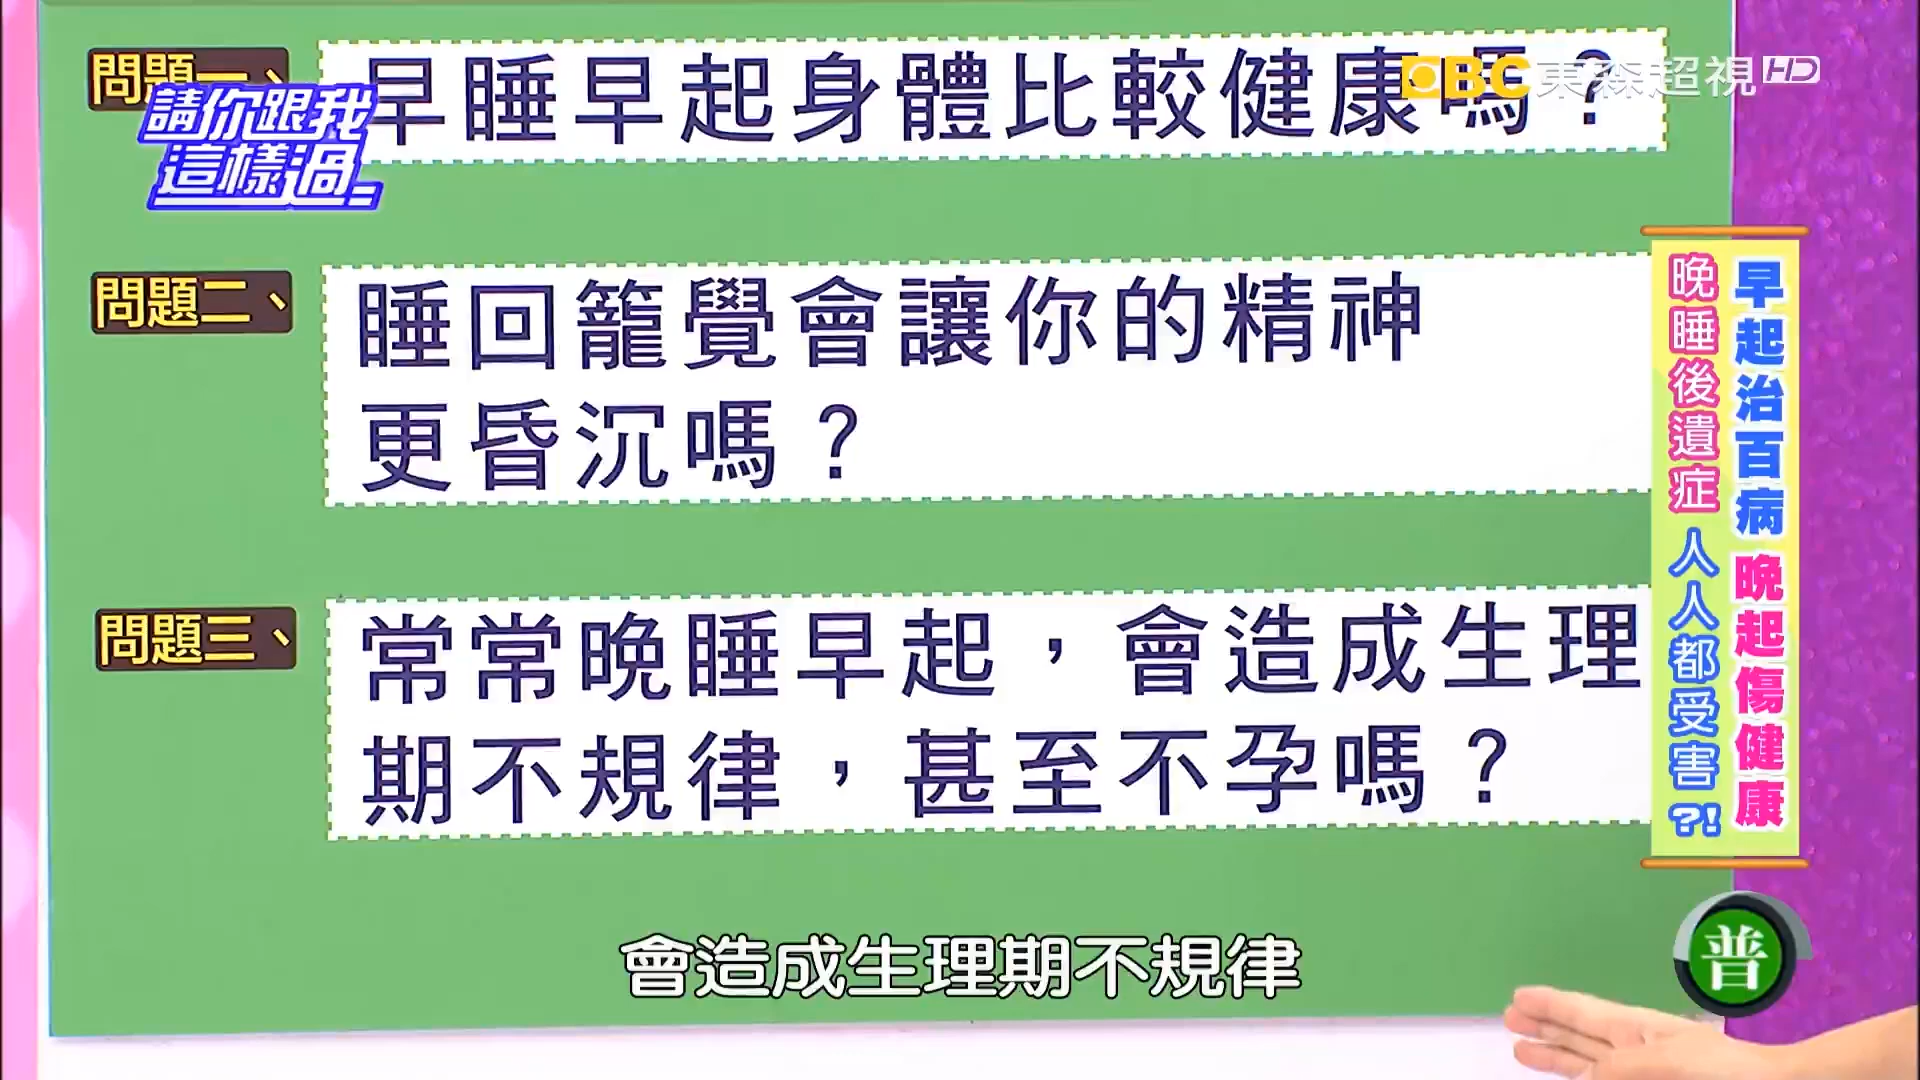 問題一、
早睡早起身體比較健康嗎？
EBC東森超視HD
請你跟我
這樣過
問題二、
睡回籠覺會讓你的精神
更昏沉嗎？
問題三、
常常晚睡早起，會造成生理
期不規律，甚至不孕嗎？
早起治百病 晚起傷健康
晚睡後遺症 人人都受害？！
普
會造成生理期不規律